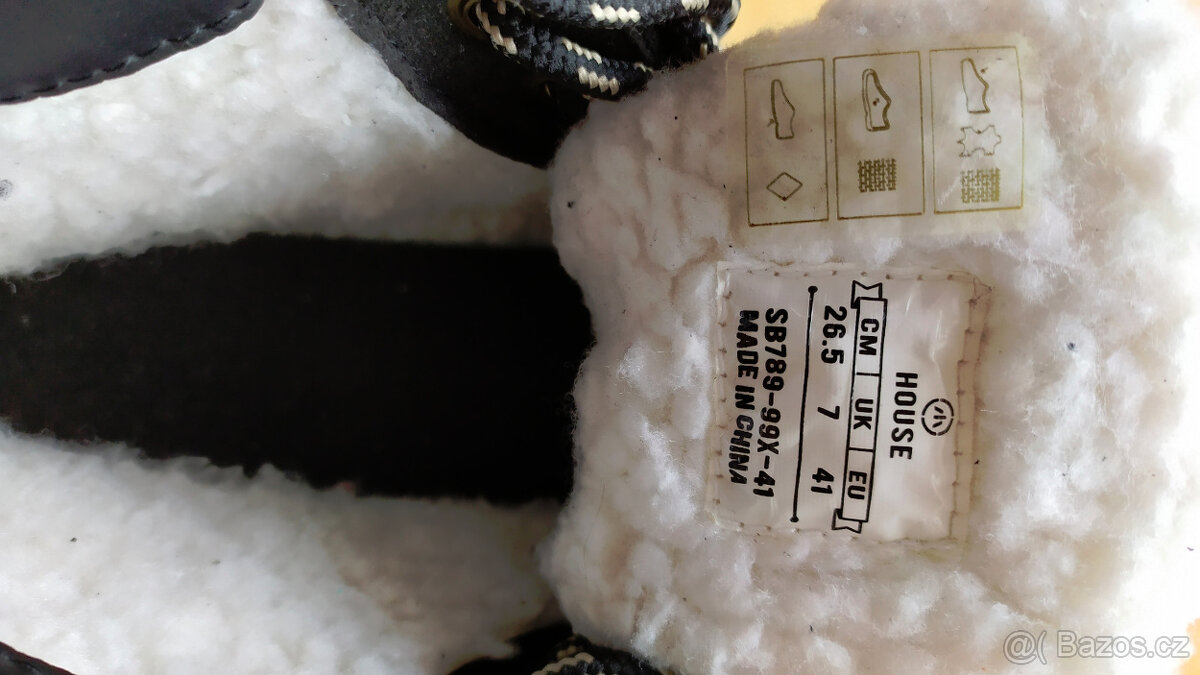 HOUSE
CM | UK | EU
26.5 7 41
SB789-99X-41
MADE IN CHINA
@( Bazos.cz